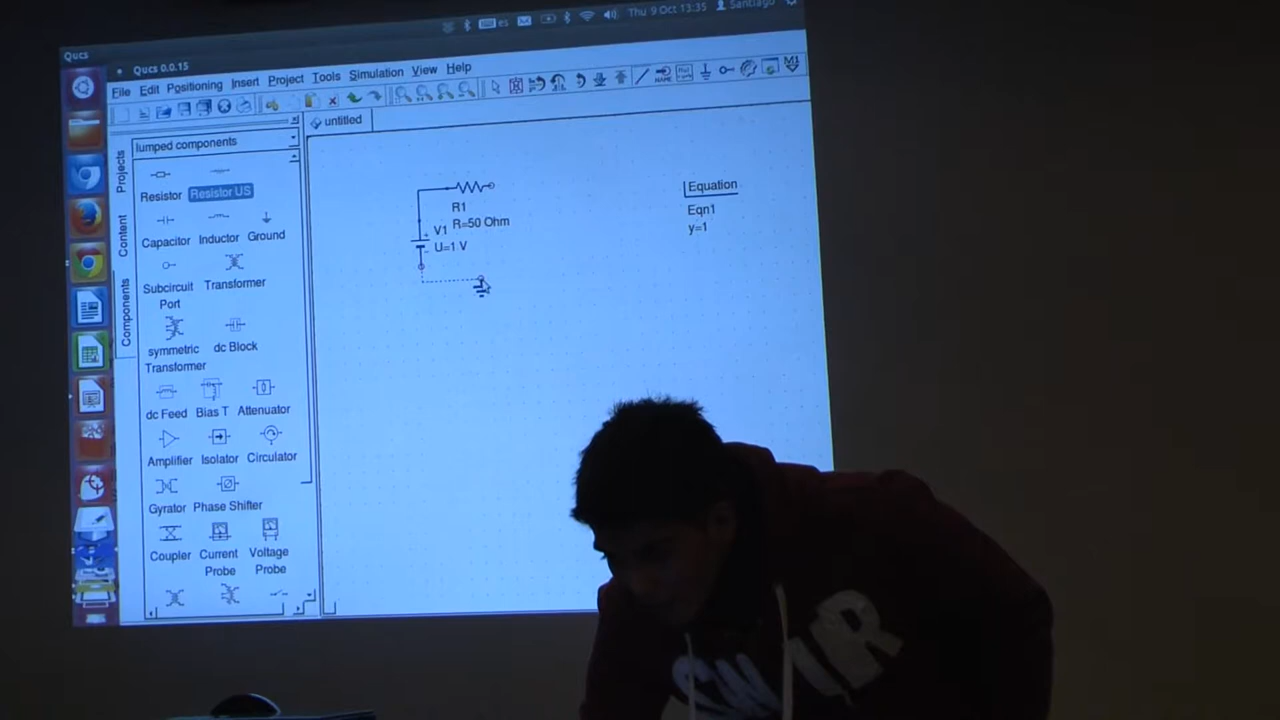 Qucs
es
Thu 9 Oct 13:35
Santiago
Qucs 0.0.15
File Edit Positioning Insert Project Tools Simulation View Help
NAME
untitled
Projects
Content
Components
lumped components
Resistor Resistor US
Capacitor Inductor Ground
Subcircuit Port
Transformer
symmetric Transformer
dc Block
dc Feed Bias T Attenuator
Amplifier Isolator Circulator
Gyrator Phase Shifter
Coupler
Current Probe
Voltage Probe
R1
R=50 Ohm
V1
U=1 V
Equation
Eqn1
y=1